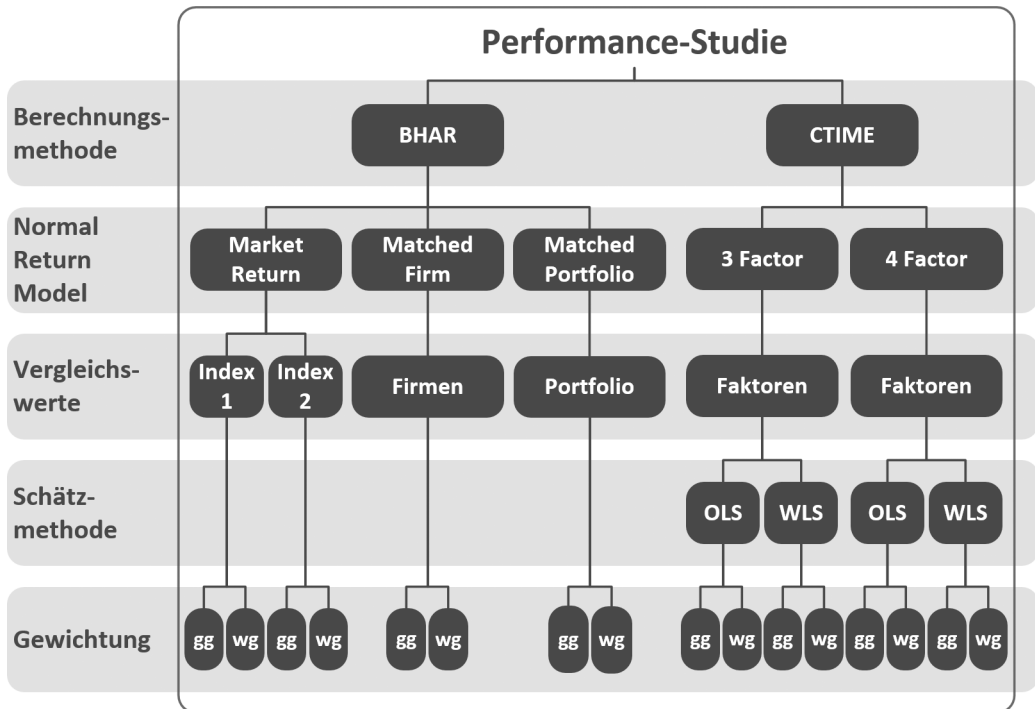 Performance-Studie
Berechnungs-
methode
BHAR
CTIME
Normal
Return
Model
Market
Return
Matched
Firm
Matched
Portfolio
3 Factor
4 Factor
Vergleichs-
werte
Index
1
Index
2
Firmen
Portfolio
Faktoren
Faktoren
Schätz-
methode
OLS
WLS
OLS
WLS
Gewichtung
gg
wg
gg
wg
gg
wg
gg
wg
gg
wg
gg
wg
gg
wg
gg
wg